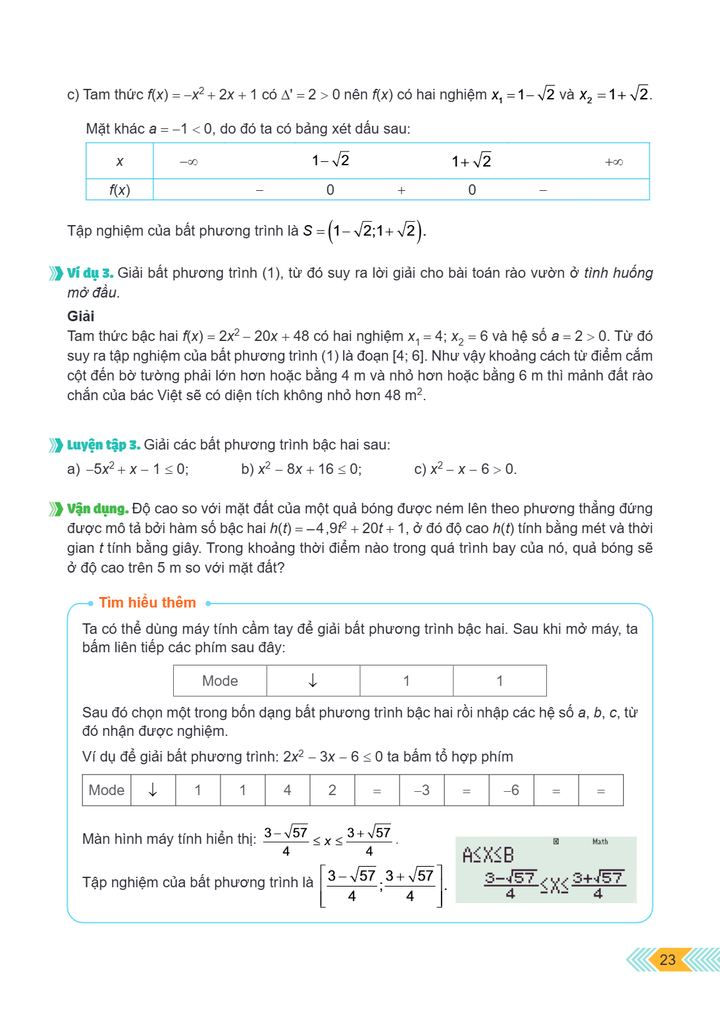 c) Tam thức f(x) = −x² + 2x + 1 có Δ' = 2 > 0 nên f(x) có hai nghiệm x₁ = 1 − √2 và x₂ = 1 + √2.
Mặt khác a = −1 < 0, do đó ta có bảng xét dấu sau:
x −∞ 1 − √2 1 + √2 +∞
f(x) − 0 + 0 −
Tập nghiệm của bất phương trình là S = (1 − √2; 1 + √2).
Ví dụ 3. Giải bất phương trình (1), từ đó suy ra lời giải cho bài toán rào vườn ở tình huống
mở đầu.
Giải
Tam thức bậc hai f(x) = 2x² − 20x + 48 có hai nghiệm x₁ = 4; x₂ = 6 và hệ số a = 2 > 0. Từ đó
suy ra tập nghiệm của bất phương trình (1) là đoạn [4; 6]. Như vậy khoảng cách từ điểm cắm
cột đến bờ tường phải lớn hơn hoặc bằng 4 m và nhỏ hơn hoặc bằng 6 m thì mảnh đất rào
chắn của bác Việt sẽ có diện tích không nhỏ hơn 48 m².
Luyện tập 3. Giải các bất phương trình bậc hai sau:
a) −5x² + x − 1 ≤ 0; b) x² − 8x + 16 ≤ 0; c) x² − x − 6 > 0.
Vận dụng. Độ cao so với mặt đất của một quả bóng được ném lên theo phương thẳng đứng
được mô tả bởi hàm số bậc hai h(t) = −4,9t² + 20t + 1, ở đó độ cao h(t) tính bằng mét và thời
gian t tính bằng giây. Trong khoảng thời điểm nào trong quá trình bay của nó, quả bóng sẽ
ở độ cao trên 5 m so với mặt đất?
Tìm hiểu thêm
Ta có thể dùng máy tính cầm tay để giải bất phương trình bậc hai. Sau khi mở máy, ta
bấm liên tiếp các phím sau đây:
Mode ↓ 1 1
Sau đó chọn một trong bốn dạng bất phương trình bậc hai rồi nhập các hệ số a, b, c, từ
đó nhận được nghiệm.
Ví dụ để giải bất phương trình: 2x² − 3x − 6 ≤ 0 ta bấm tổ hợp phím
Mode ↓ 1 1 4 2 = −3 = −6 = =
Màn hình máy tính hiển thị: (3 − √57)/4 ≤ x ≤ (3 + √57)/4.
Tập nghiệm của bất phương trình là [(3 − √57)/4; (3 + √57)/4].
Math
A≤X≤B
(3−√57)/4 ≤X≤ (3+√57)/4
23